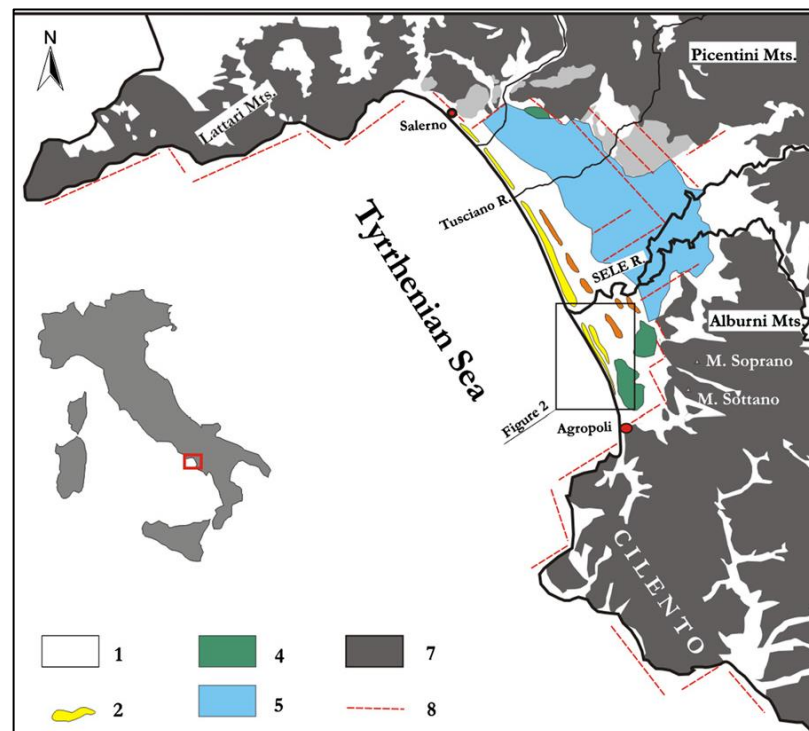 N
Picentini Mts.
Lattari Mts.
Salerno
Tusciano R.
Tyrrhenian Sea
SELE R.
Alburni Mts.
M. Soprano
M. Sottano
Figure 2
Agropoli
CILENTO
1
4
7
2
5
8